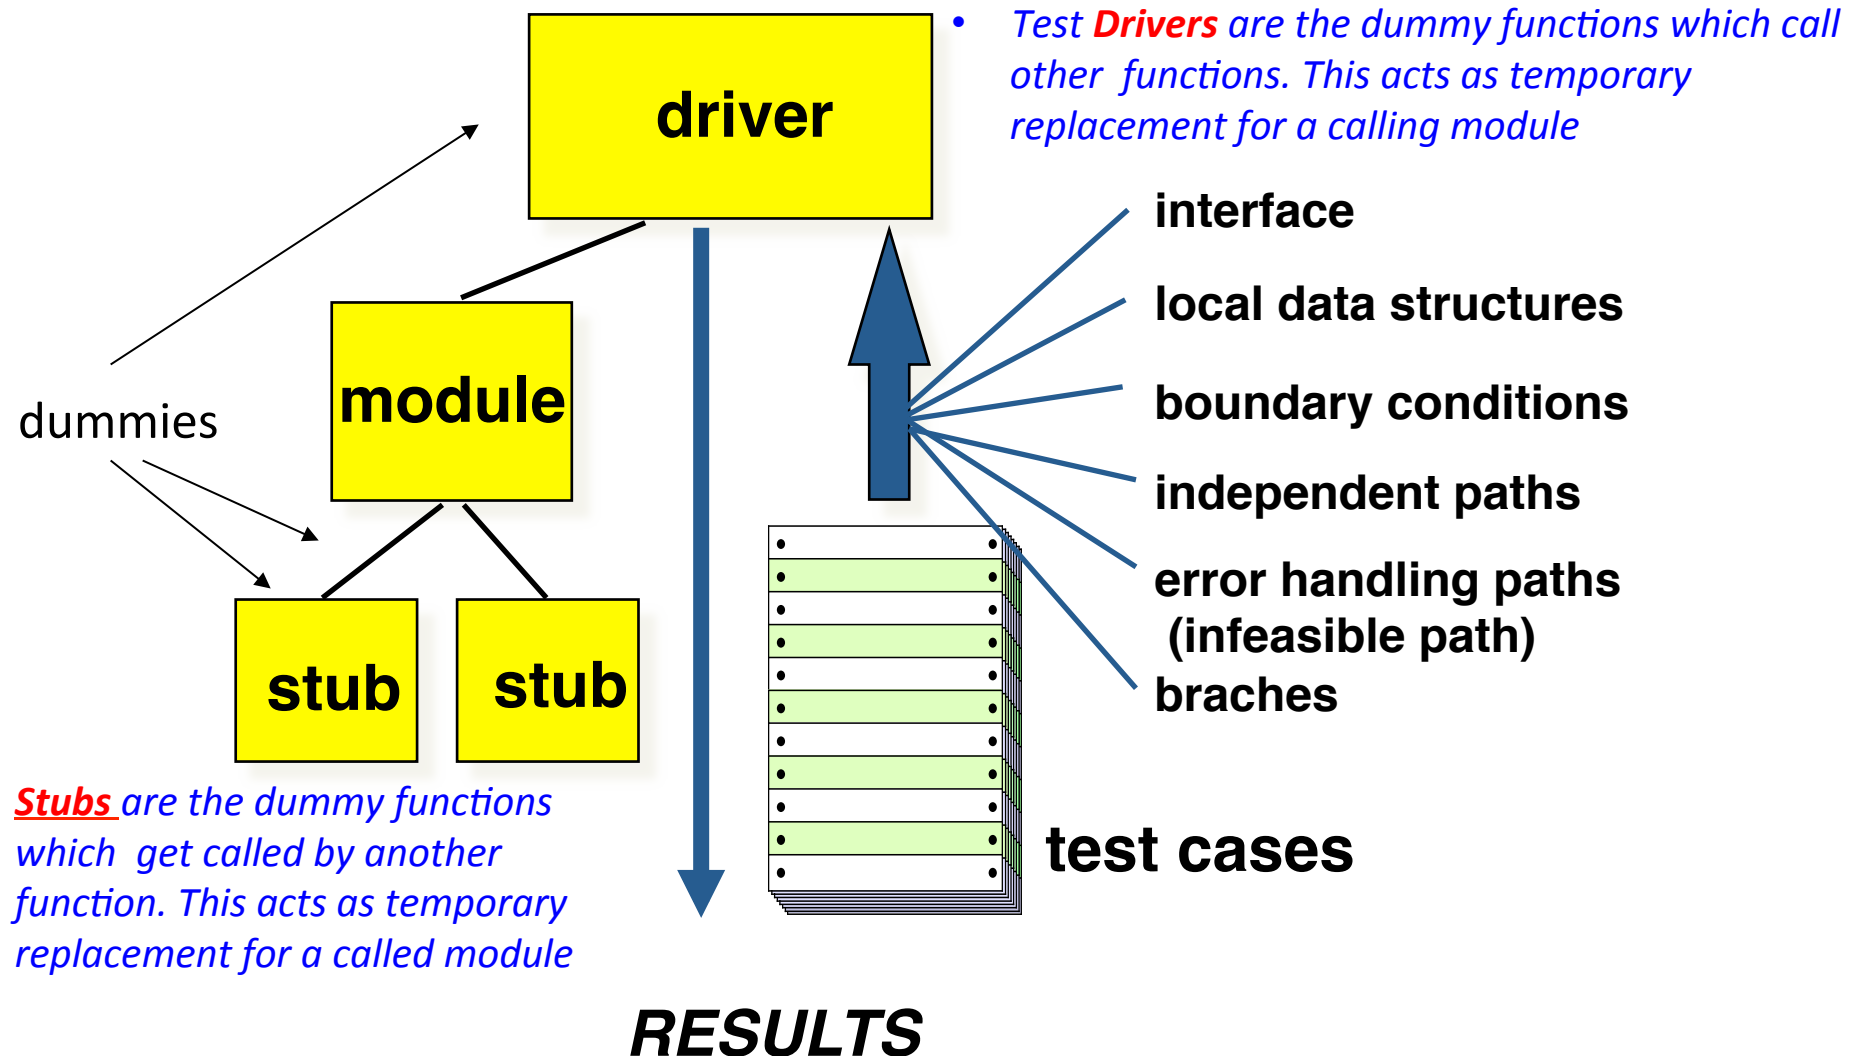 driver
• Test Drivers are the dummy functions which call
other functions. This acts as temporary
replacement for a calling module
interface
local data structures
boundary conditions
independent paths
error handling paths
(infeasible path)
braches
module
dummies
stub
stub
Stubs are the dummy functions
which get called by another
function. This acts as temporary
replacement for a called module
test cases
RESULTS